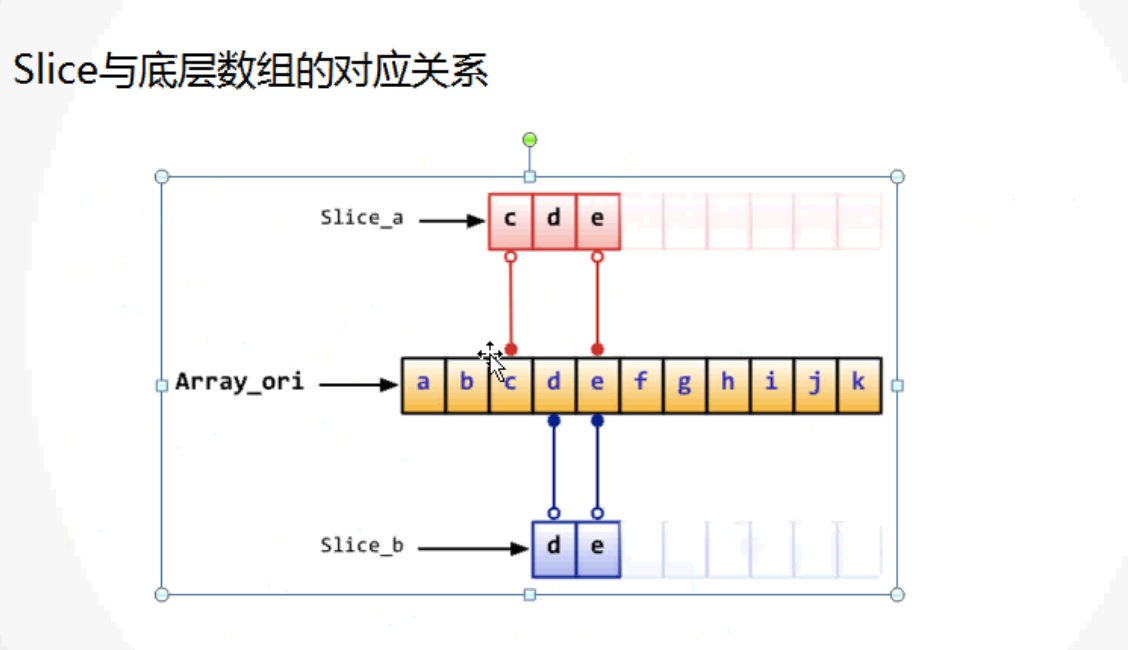 Slice与底层数组的对应关系
Slice_a c d e
Array_ori a b c d e f g h i j k
Slice_b d e